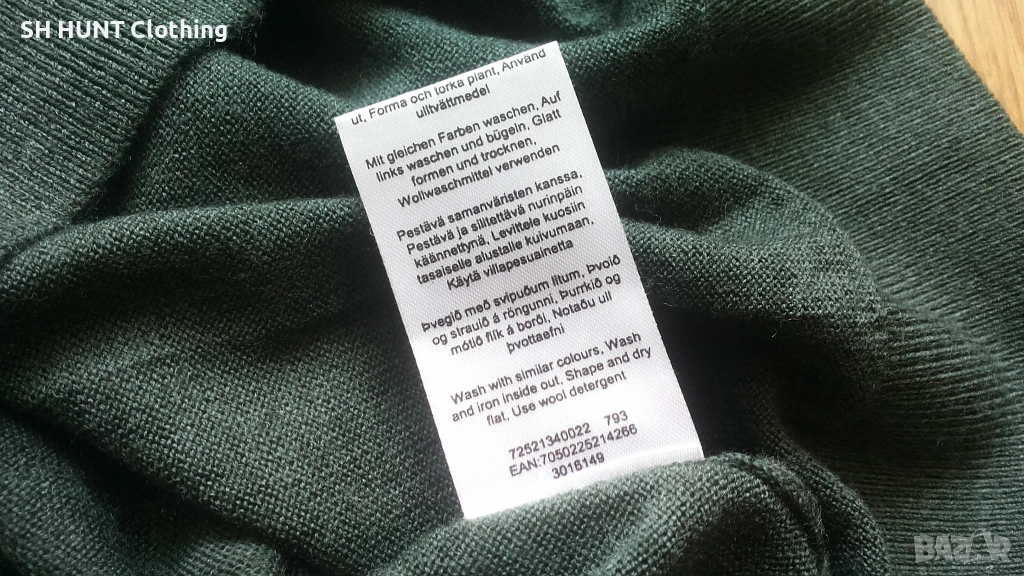 SH HUNT Clothing
ut, Forma och torka plant, Använd
ulltvättmedel
Mit gleichen Farben waschen, Auf
links waschen und bügeln, Glatt
formen und trocknen,
Wollwaschmittel verwenden
Pestävä samanväristen kanssa,
Pestävä ja silitettävä nurinpäin
käännettynä, Levittele kuosiin
tasaiselle alustalle kuivumaan,
Käytä villapesuainetta
Þvegið með svipuðum litum, Þvoið
og straulð á röngunni, Þurrkið og
mótið flík á borði, Notaðu ull
þvottaefni
Wash with similar colours, Wash
and iron inside out, Shape and dry
flat, Use wool detergent
72521340022 793
EAN:7050225214266
3016149
BAZAR